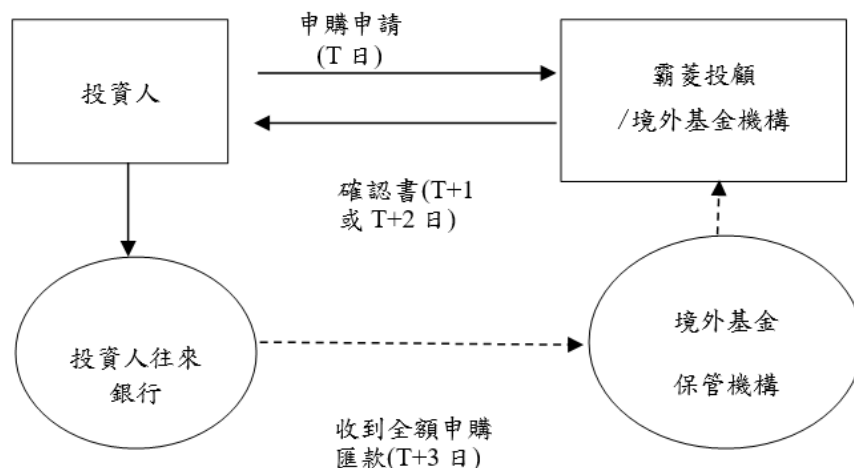 申購申請
(T 日)
投資人
霸菱投顧
/境外基金機構
確認書(T+1
或 T+2 日)
投資人往來
銀行
境外基金
保管機構
收到全額申購
匯款(T+3 日)